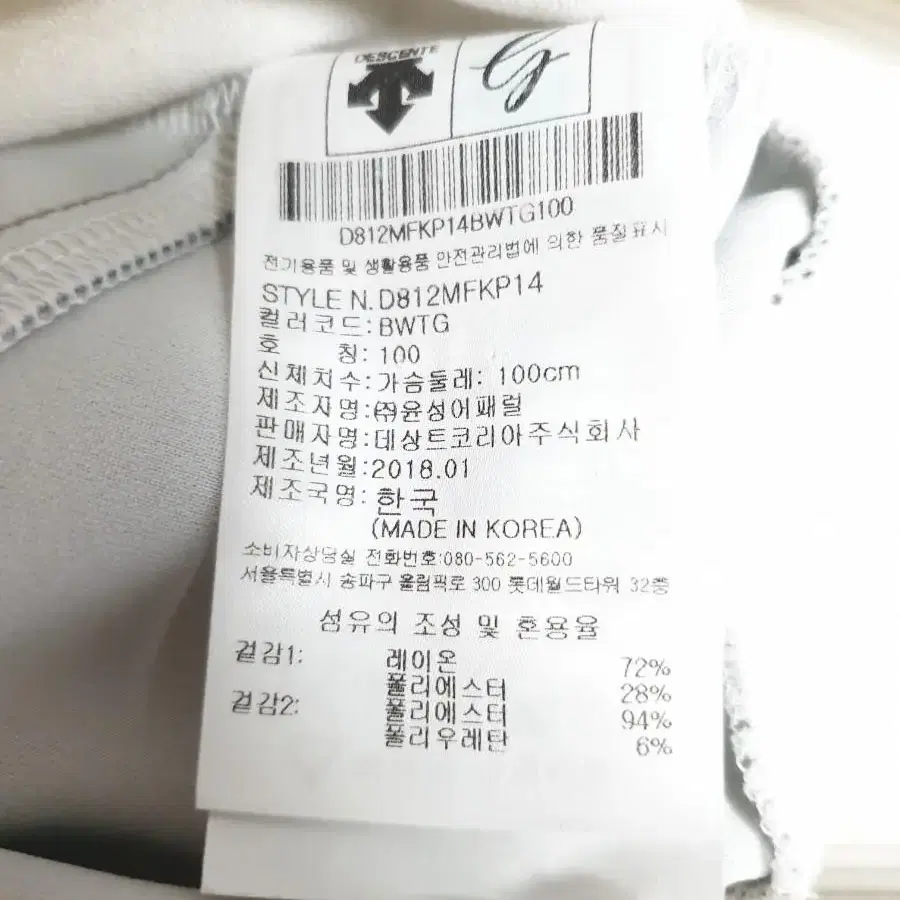 DESCENTE G
D812MFKP14BWTG100
전기용품 및 생활용품 안전관리법에 의한 품질표시
STYLE N. D812MFKP14
컬러코드: BWTG
호 칭: 100
신체치수: 가슴둘레: 100cm
제조자명: ㈜윤성어패럴
판매자명: 데상트코리아주식회사
제조년월: 2018.01
제조국명: 한국
(MADE IN KOREA)
소비자상담실 전화번호:080-562-5600
서울특별시 송파구 올림픽로 300 롯데월드타워 32층
섬유의 조성 및 혼용율
겉감1: 레이온 72%
폴리에스터 28%
겉감2: 폴리에스터 94%
폴리우레탄 6%